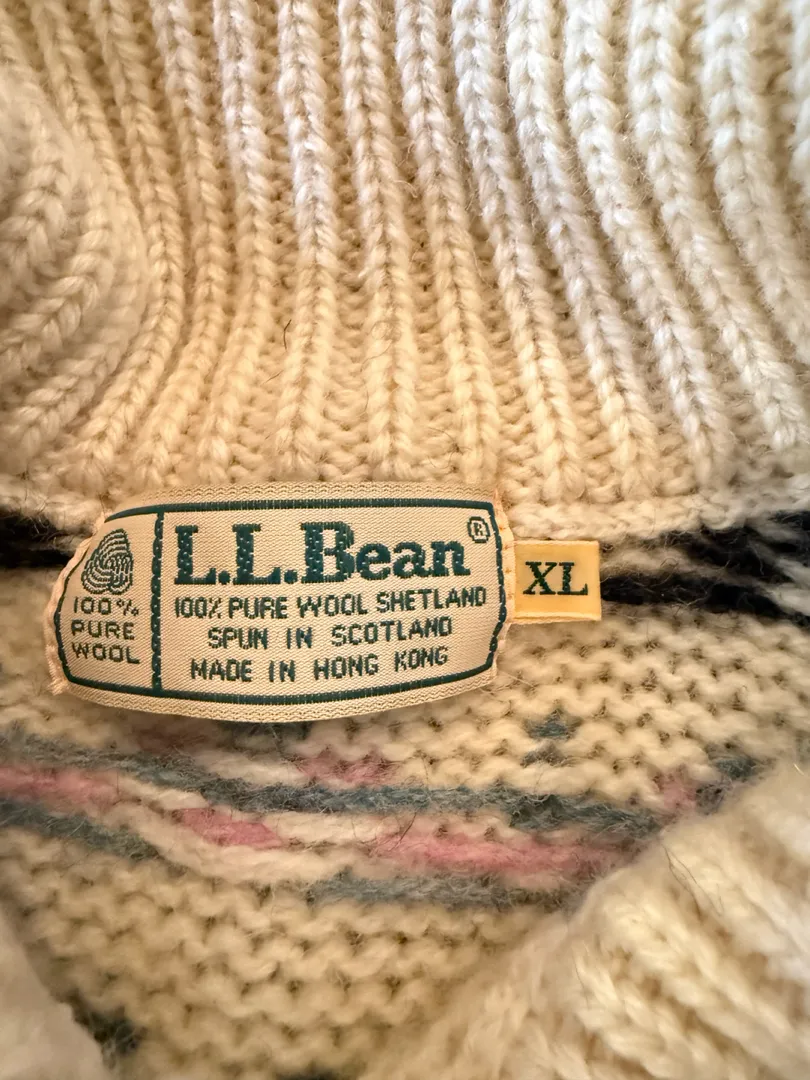 100%
PURE
WOOL
L.L.Bean®
100% PURE WOOL SHETLAND
SPUN IN SCOTLAND
MADE IN HONG KONG
XL